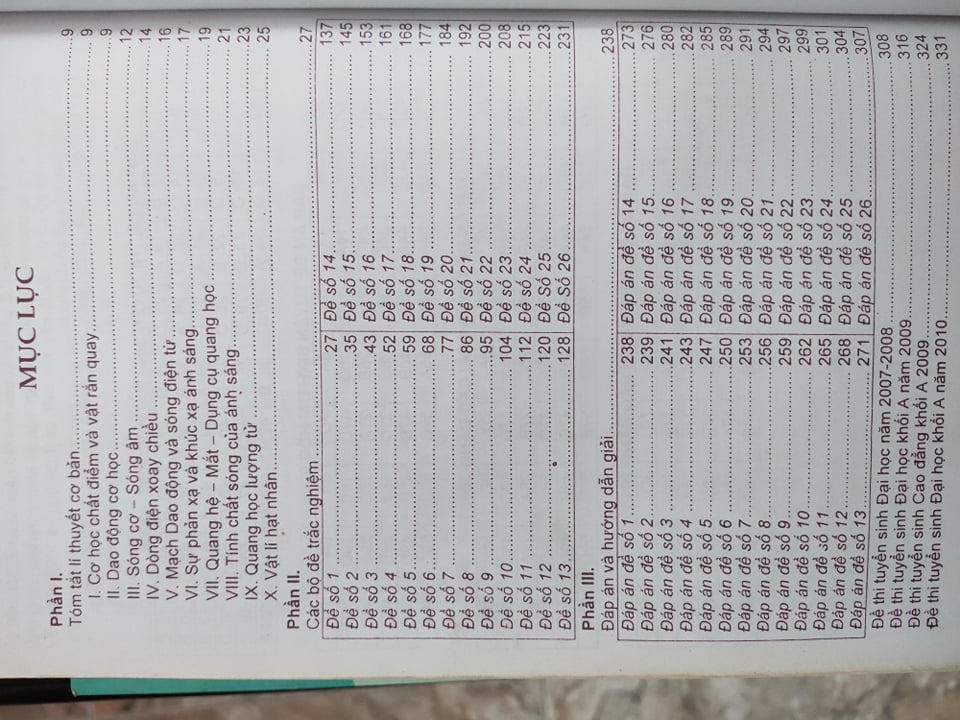 MỤC LỤC
Phần I.
Tóm tắt lí thuyết cơ bản.....9
I. Cơ học chất điểm và vật rắn quay.....9
II. Dao động cơ học.....9
III. Sóng cơ – Sóng âm.....12
IV. Dòng điện xoay chiều.....14
V. Mạch Dao động và sóng điện từ.....16
VI. Sự phản xạ và khúc xạ ánh sáng.....17
VII. Quang hệ – Mắt – Dụng cụ quang học.....19
VIII. Tính chất sóng của ánh sáng.....21
IX. Quang học lượng tử.....23
X. Vật lí hạt nhân.....25
Phần II.
Các bộ đề trắc nghiệm.....27
Đề số 1.....27 Đề số 14.....137
Đề số 2.....35 Đề số 15.....145
Đề số 3.....43 Đề số 16.....153
Đề số 4.....52 Đề số 17.....161
Đề số 5.....59 Đề số 18.....168
Đề số 6.....68 Đề số 19.....177
Đề số 7.....77 Đề số 20.....184
Đề số 8.....86 Đề số 21.....192
Đề số 9.....95 Đề số 22.....200
Đề số 10.....104 Đề số 23.....208
Đề số 11.....112 Đề số 24.....215
Đề số 12.....120 Đề số 25.....223
Đề số 13.....128 Đề Số 26.....231
Phần III.
Đáp án và hướng dẫn giải.....238
Đáp án đề số 1.....238 Đáp án đề số 14.....273
Đáp án đề số 2.....239 Đáp án đề số 15.....276
Đáp án đề số 3.....241 Đáp án đề số 16.....280
Đáp án đề số 4.....243 Đáp án đề số 17.....282
Đáp án đề số 5.....247 Đáp án đề số 18.....285
Đáp án đề số 6.....250 Đáp án đề số 19.....289
Đáp án đề số 7.....253 Đáp án đề số 20.....291
Đáp án đề số 8.....256 Đáp án đề số 21.....294
Đáp án đề số 9.....259 Đáp án đề số 22.....297
Đáp án đề số 10.....262 Đáp án đề số 23.....299
Đáp án đề số 11.....265 Đáp án đề số 24.....301
Đáp án đề số 12.....268 Đáp án đề số 25.....304
Đáp án đề số 13.....271 Đáp án đề số 26.....307
Đề thi tuyển sinh Đại học năm 2007-2008.....308
Đề thi tuyển sinh Đại học khối A năm 2009.....316
Đề thi tuyển sinh Cao đẳng khối A 2009.....324
Đề thi tuyển sinh Đại học khối A năm 2010.....331